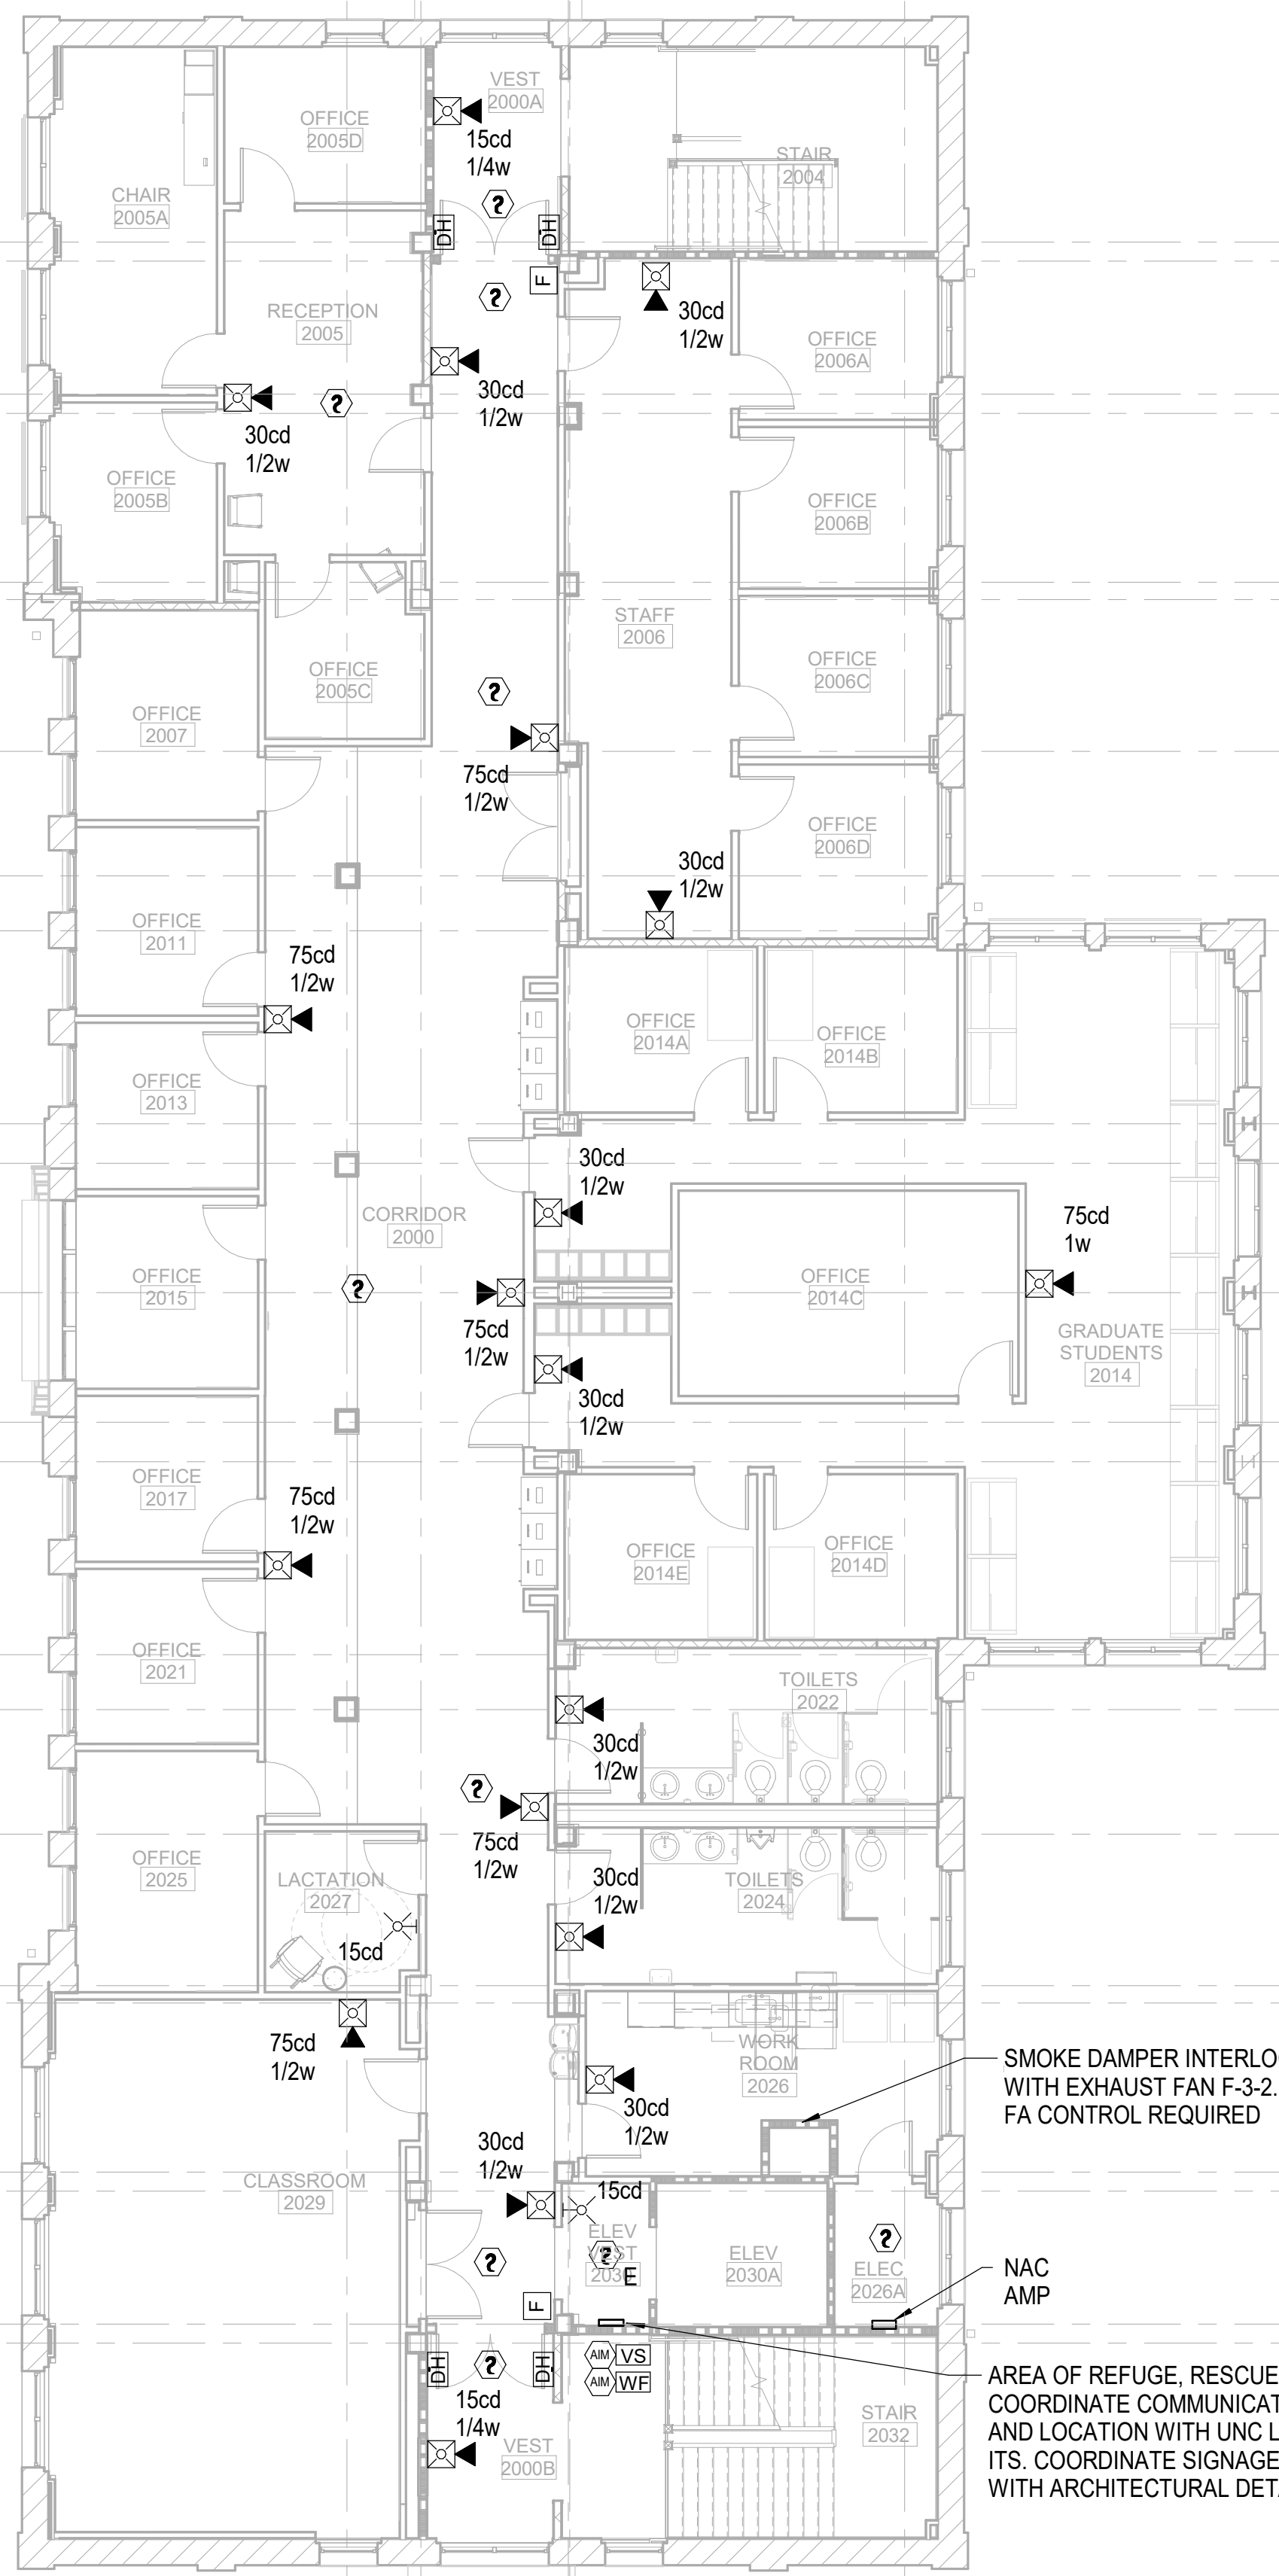 VEST
2000A
15cd
1/4w
OFFICE
2005D
STAIR
2004
CHAIR
2005A
DH
DH
F
RECEPTION
2005
30cd
1/2w
OFFICE
2006A
30cd
1/2w
30cd
1/2w
OFFICE
2005B
OFFICE
2006B
STAFF
2006
OFFICE
2006C
OFFICE
2005C
OFFICE
2007
75cd
1/2w
OFFICE
2006D
30cd
1/2w
OFFICE
2011
75cd
1/2w
OFFICE
2014A
OFFICE
2014B
OFFICE
2013
30cd
1/2w
CORRIDOR
2000
75cd
1w
OFFICE
2015
OFFICE
2014C
75cd
1/2w
GRADUATE
STUDENTS
2014
30cd
1/2w
OFFICE
2017
75cd
1/2w
OFFICE
2014E
OFFICE
2014D
OFFICE
2021
TOILETS
2022
30cd
1/2w
75cd
1/2w
OFFICE
2025
LACTATION
2027
15cd
30cd
1/2w
TOILETS
2024
75cd
1/2w
WORK
ROOM
2026
SMOKE DAMPER INTERLO
WITH EXHAUST FAN F-3-2.
FA CONTROL REQUIRED
30cd
1/2w
30cd
1/2w
CLASSROOM
2029
15cd
ELEV
VEST
2030
E
ELEV
2030A
ELEC
2026A
NAC
AMP
F
DH
DH
AIM VS
AIM WF
AREA OF REFUGE, RESCUE
COORDINATE COMMUNICAT
AND LOCATION WITH UNC L
ITS. COORDINATE SIGNAGE
WITH ARCHITECTURAL DETA
15cd
1/4w
VEST
2000B
STAIR
2032